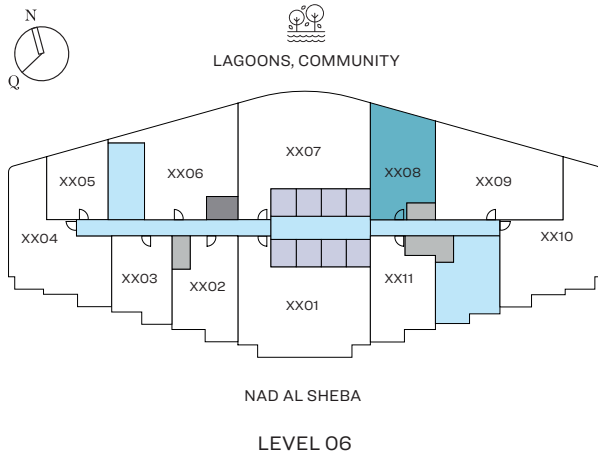 N
Q
LAGOONS, COMMUNITY
XX07
XX06
XX08
XX05
XX09
XX04
XX10
XX03
XX02
XX11
XX01
NAD AL SHEBA
LEVEL 06